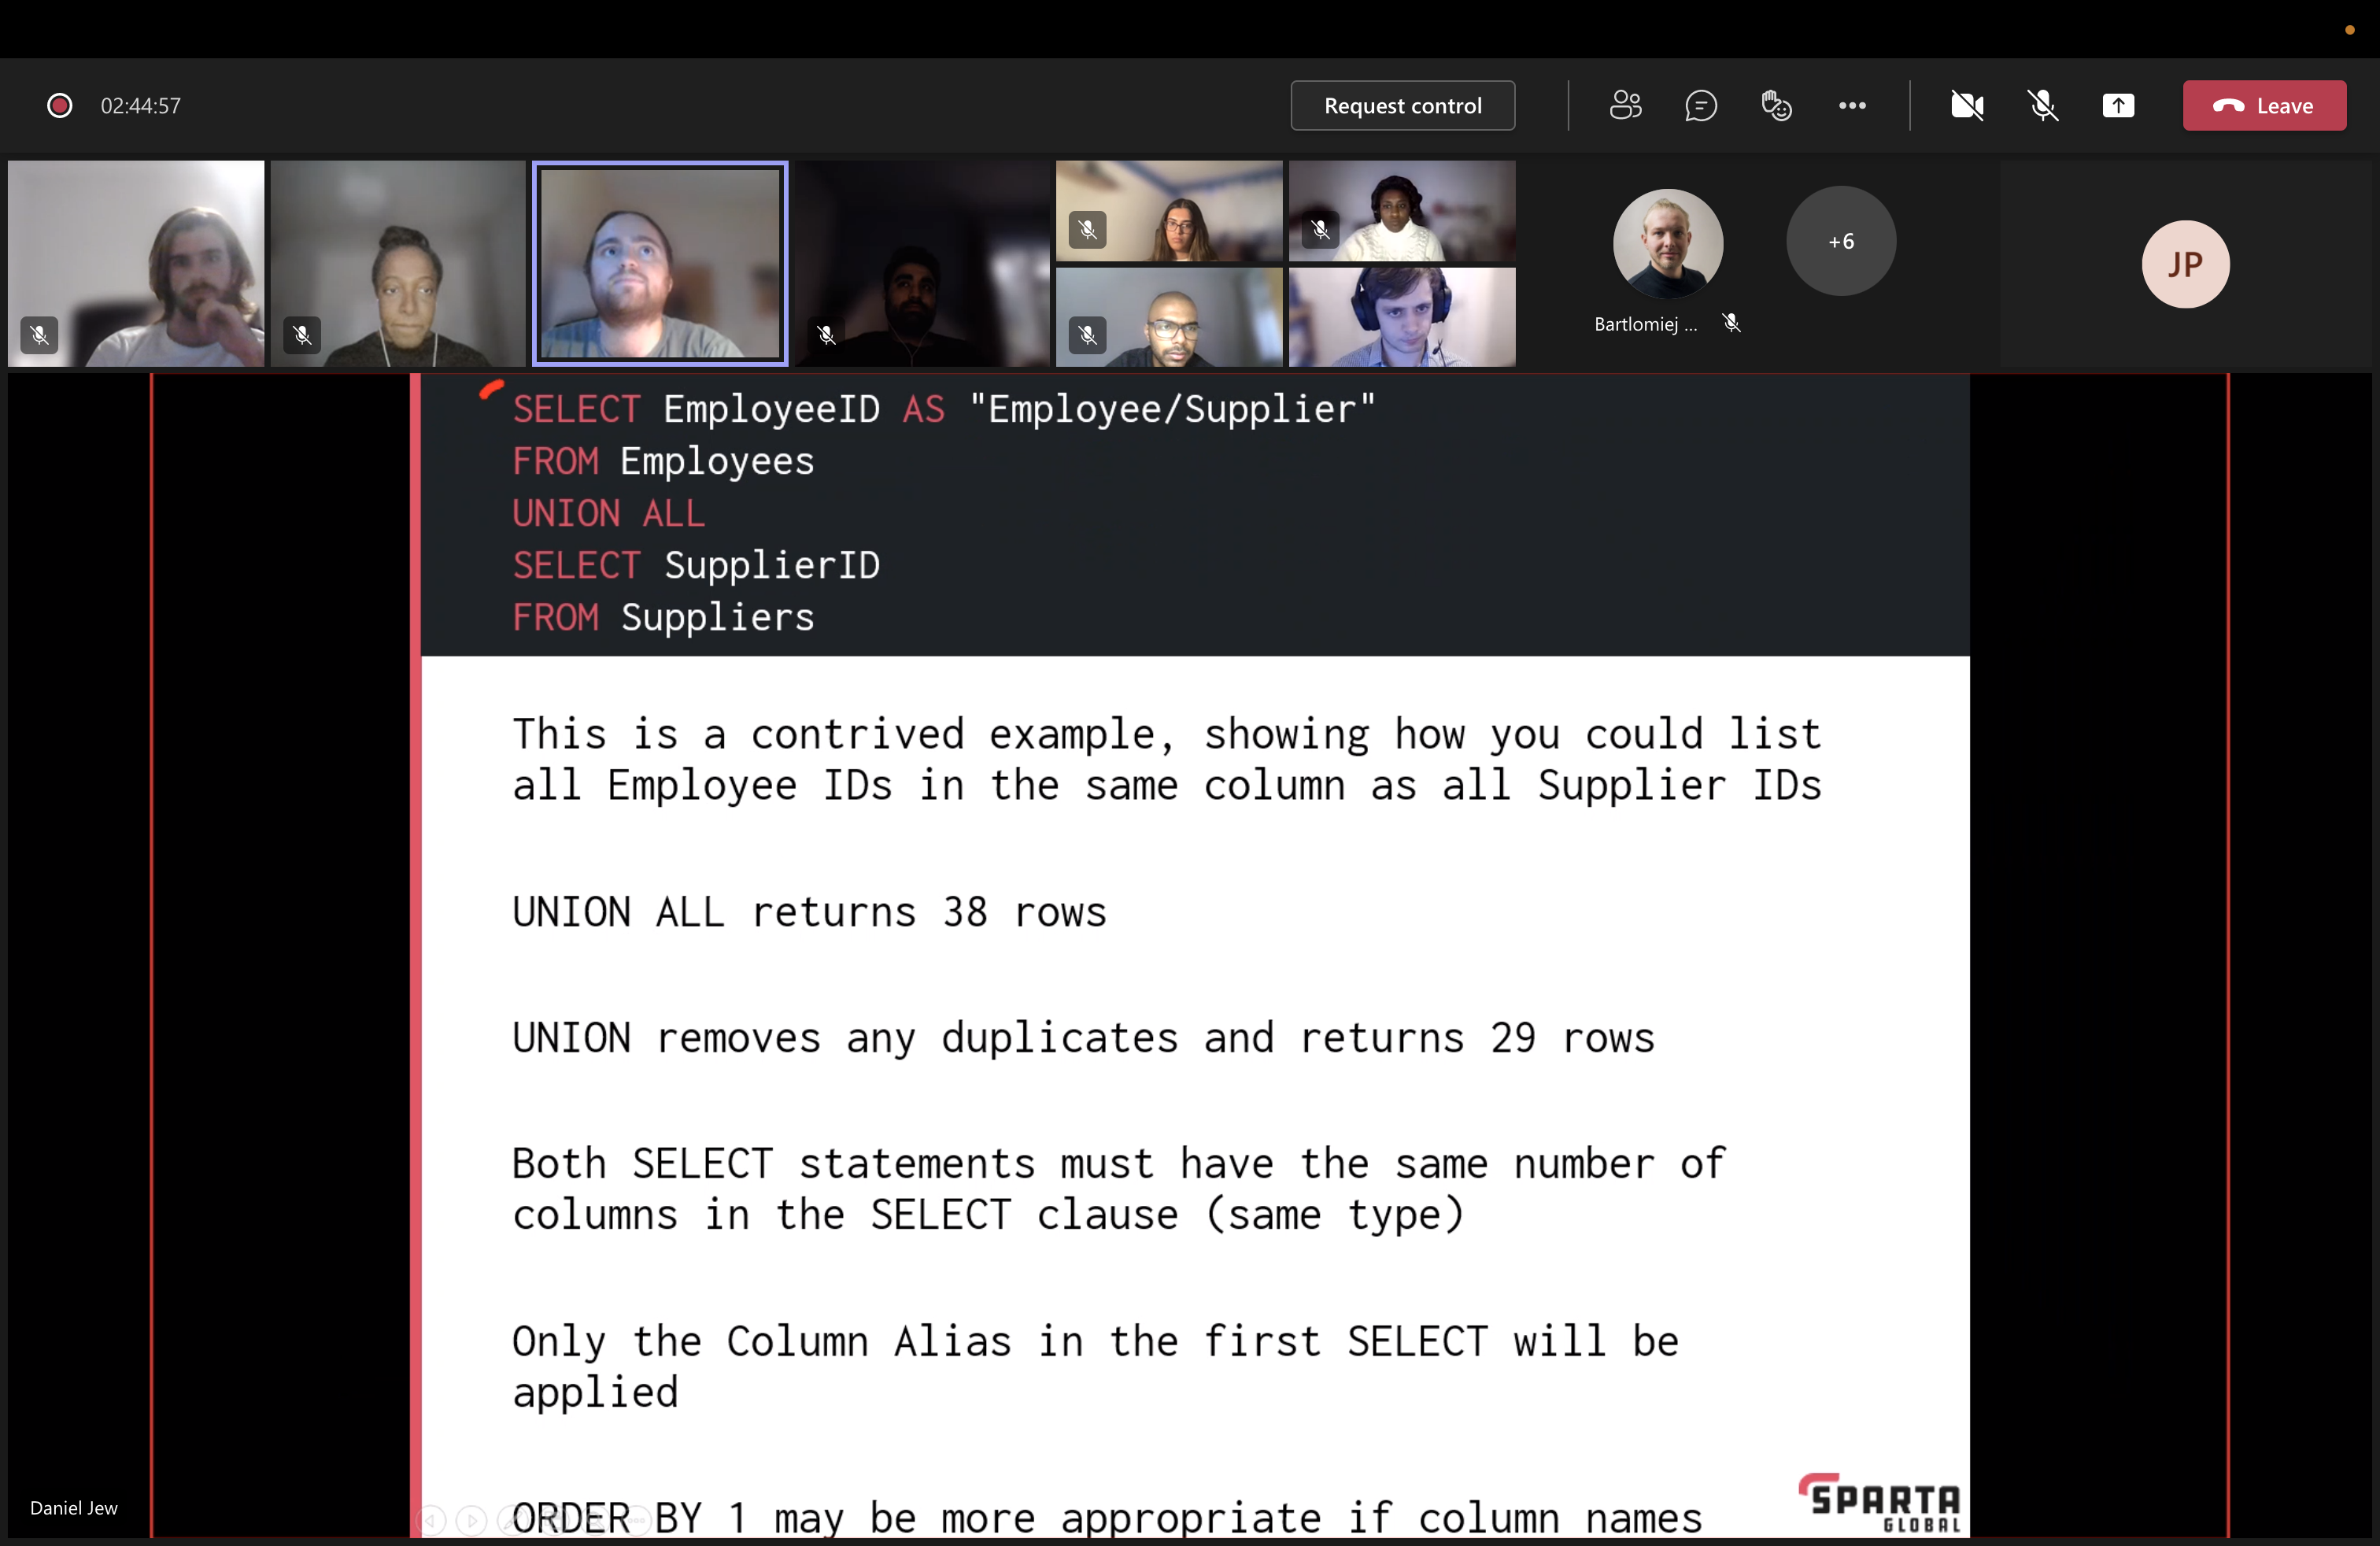 02:44:57
Request control
Leave
+6
JP
Bartlomiej ...
SELECT EmployeeID AS "Employee/Supplier"
FROM Employees
UNION ALL
SELECT SupplierID
FROM Suppliers
This is a contrived example, showing how you could list
all Employee IDs in the same column as all Supplier IDs
UNION ALL returns 38 rows
UNION removes any duplicates and returns 29 rows
Both SELECT statements must have the same number of
columns in the SELECT clause (same type)
Only the Column Alias in the first SELECT will be
applied
ORDER BY 1 may be more appropriate if column names
SPARTA
GLOBAL
Daniel Jew